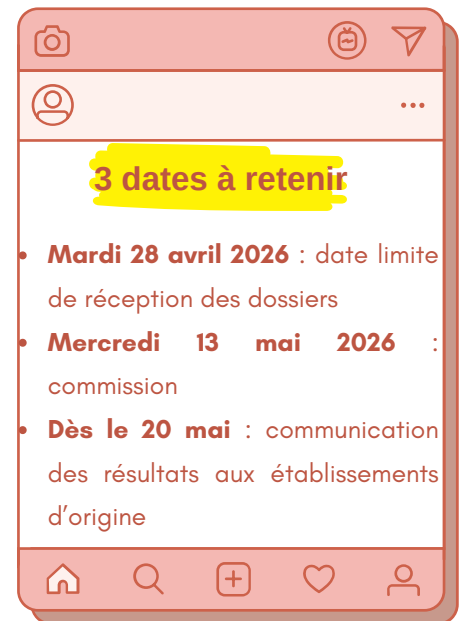 3 dates à retenir
• Mardi 28 avril 2026 : date limite
de réception des dossiers
• Mercredi 13 mai 2026 :
commission
• Dès le 20 mai : communication
des résultats aux établissements
d’origine